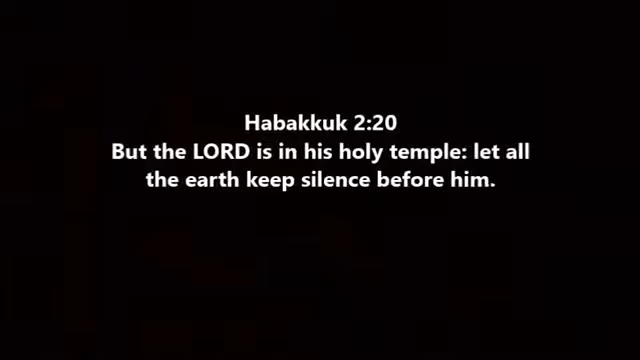 Habakkuk 2:20
But the LORD is in his holy temple: let all
the earth keep silence before him.